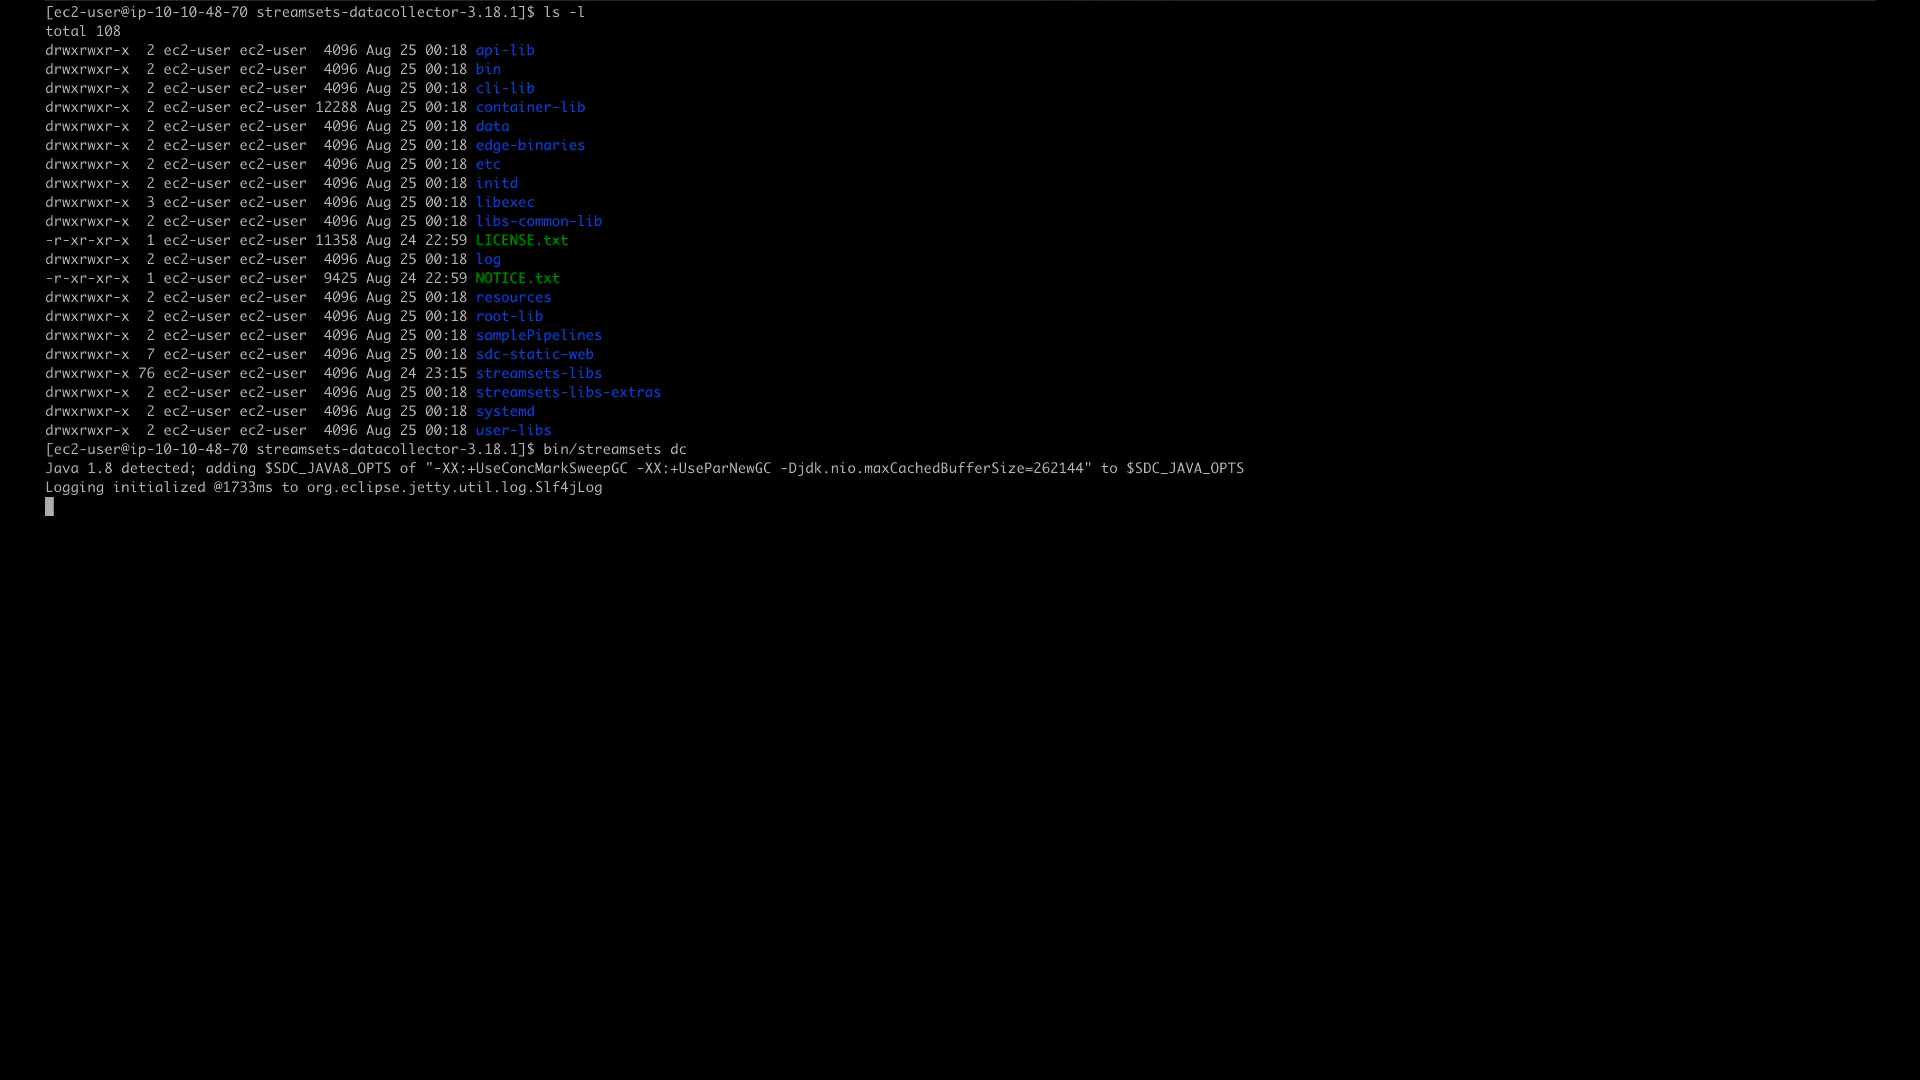 [ec2-user@ip-10-10-48-70 streamsets-datacollector-3.18.1]$ ls -l
total 108
drwxrwxr-x  2 ec2-user ec2-user  4096 Aug 25 00:18 api-lib
drwxrwxr-x  2 ec2-user ec2-user  4096 Aug 25 00:18 bin
drwxrwxr-x  2 ec2-user ec2-user  4096 Aug 25 00:18 cli-lib
drwxrwxr-x  2 ec2-user ec2-user 12288 Aug 25 00:18 container-lib
drwxrwxr-x  2 ec2-user ec2-user  4096 Aug 25 00:18 data
drwxrwxr-x  2 ec2-user ec2-user  4096 Aug 25 00:18 edge-binaries
drwxrwxr-x  2 ec2-user ec2-user  4096 Aug 25 00:18 etc
drwxrwxr-x  2 ec2-user ec2-user  4096 Aug 25 00:18 initd
drwxrwxr-x  3 ec2-user ec2-user  4096 Aug 25 00:18 libexec
drwxrwxr-x  2 ec2-user ec2-user  4096 Aug 25 00:18 libs-common-lib
-r-xr-xr-x  1 ec2-user ec2-user 11358 Aug 24 22:59 LICENSE.txt
drwxrwxr-x  2 ec2-user ec2-user  4096 Aug 25 00:18 log
-r-xr-xr-x  1 ec2-user ec2-user  9425 Aug 24 22:59 NOTICE.txt
drwxrwxr-x  2 ec2-user ec2-user  4096 Aug 25 00:18 resources
drwxrwxr-x  2 ec2-user ec2-user  4096 Aug 25 00:18 root-lib
drwxrwxr-x  2 ec2-user ec2-user  4096 Aug 25 00:18 samplePipelines
drwxrwxr-x  7 ec2-user ec2-user  4096 Aug 25 00:18 sdc-static-web
drwxrwxr-x 76 ec2-user ec2-user  4096 Aug 24 23:15 streamsets-libs
drwxrwxr-x  2 ec2-user ec2-user  4096 Aug 25 00:18 streamsets-libs-extras
drwxrwxr-x  2 ec2-user ec2-user  4096 Aug 25 00:18 systemd
drwxrwxr-x  2 ec2-user ec2-user  4096 Aug 25 00:18 user-libs
[ec2-user@ip-10-10-48-70 streamsets-datacollector-3.18.1]$ bin/streamsets dc
Java 1.8 detected; adding $SDC_JAVA8_OPTS of "-XX:+UseConcMarkSweepGC -XX:+UseParNewGC -Djdk.nio.maxCachedBufferSize=262144" to $SDC_JAVA_OPTS
Logging initialized @1733ms to org.eclipse.jetty.util.log.Slf4jLog